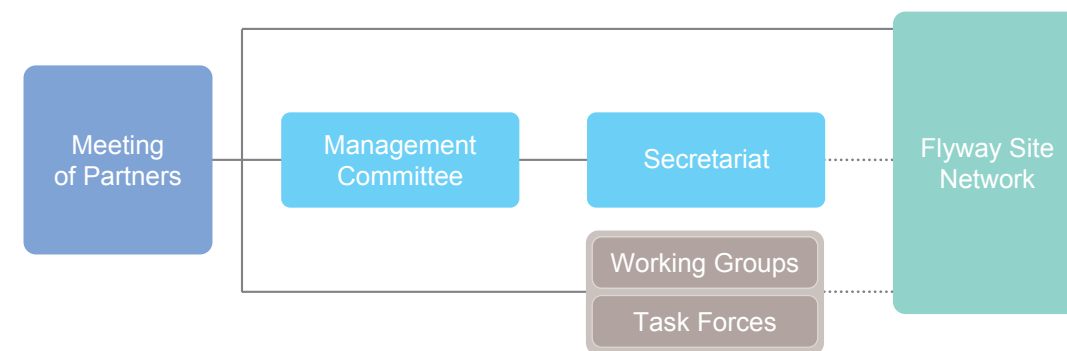 Meeting
of Partners
Management
Committee
Secretariat
Flyway Site
Network
Working Groups
Task Forces